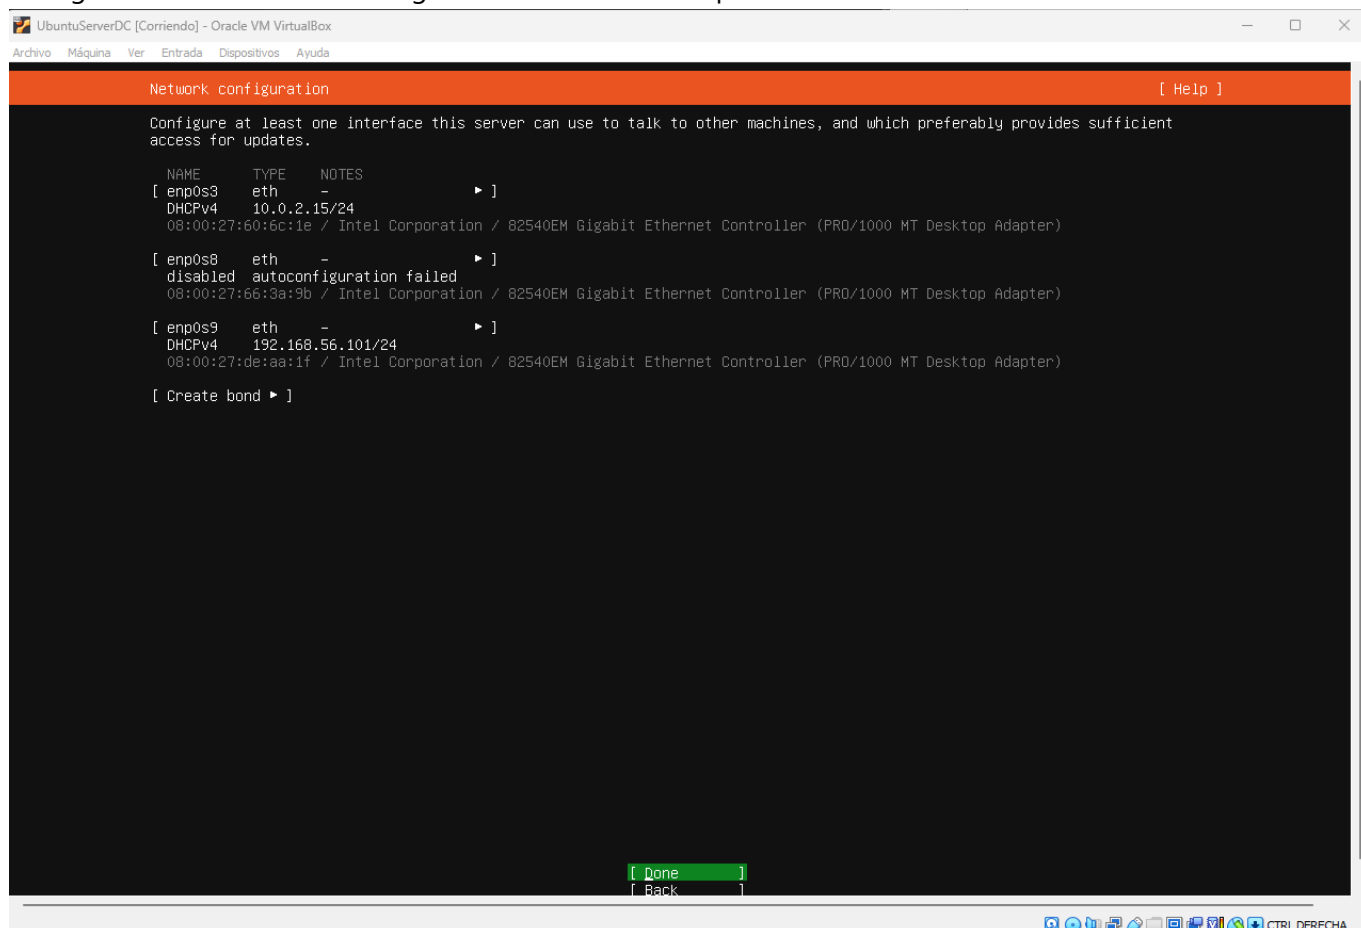 UbuntuServerDC [Corriendo] - Oracle VM VirtualBox
Archivo Máquina Ver Entrada Dispositivos Ayuda
Network configuration [ Help ]
Configure at least one interface this server can use to talk to other machines, and which preferably provides sufficient
access for updates.
NAME TYPE NOTES
[ enp0s3 eth - ▸ ]
DHCPv4 10.0.2.15/24
08:00:27:60:6c:1e / Intel Corporation / 82540EM Gigabit Ethernet Controller (PRO/1000 MT Desktop Adapter)
[ enp0s8 eth - ▸ ]
disabled autoconfiguration failed
08:00:27:66:3a:9b / Intel Corporation / 82540EM Gigabit Ethernet Controller (PRO/1000 MT Desktop Adapter)
[ enp0s9 eth - ▸ ]
DHCPv4 192.168.56.101/24
08:00:27:de:aa:1f / Intel Corporation / 82540EM Gigabit Ethernet Controller (PRO/1000 MT Desktop Adapter)
[ Create bond ▸ ]
[ Done ]
[ Back ]
CTRL DERECHA